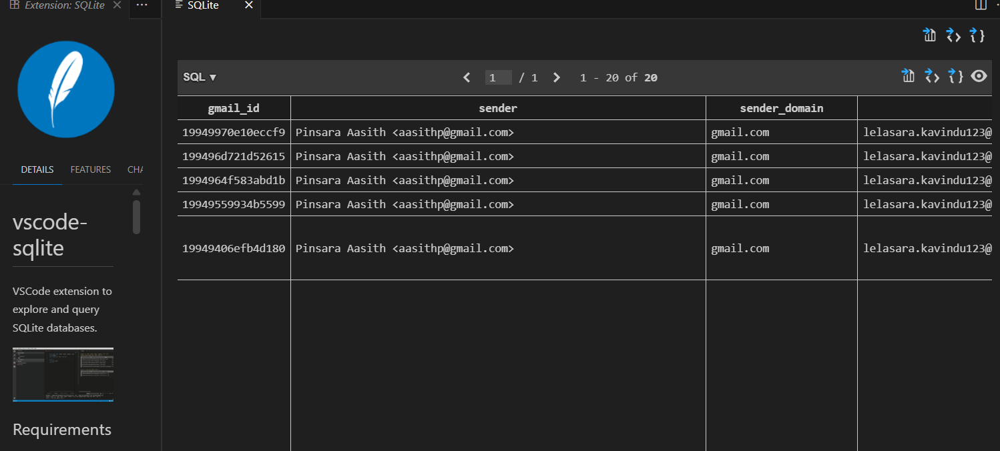 Extension: SQLite
SQLite
DETAILS FEATURES CHA
vscode-
sqlite
VSCode extension to
explore and query
SQLite databases.
Requirements
SQL ▼ 1 / 1 1 - 20 of 20
gmail_id sender sender_domain
19949970e10eccf9 Pinsara Aasith <aasithp@gmail.com> gmail.com lelasara.kavindu123@
199496d721d52615 Pinsara Aasith <aasithp@gmail.com> gmail.com lelasara.kavindu123@
1994964f583abd1b Pinsara Aasith <aasithp@gmail.com> gmail.com lelasara.kavindu123@
19949559934b5599 Pinsara Aasith <aasithp@gmail.com> gmail.com lelasara.kavindu123@
19949406efb4d180 Pinsara Aasith <aasithp@gmail.com> gmail.com lelasara.kavindu123@